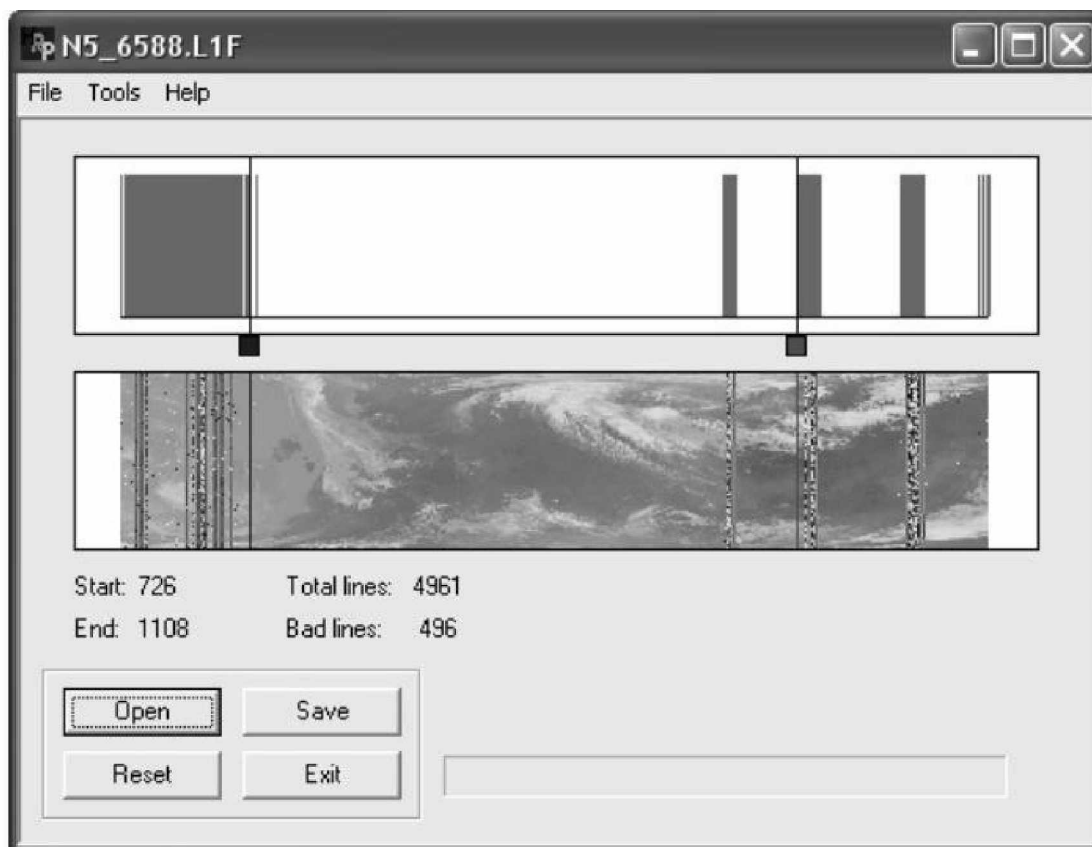 Rp N5_6588.L1F
File Tools Help
Start: 726 Total lines: 4961
End: 1108 Bad lines: 496
Open Save
Reset Exit